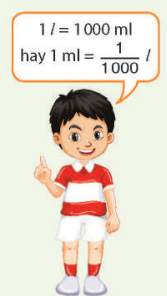 1 l = 1000 ml
hay 1 ml = 1/1000 l